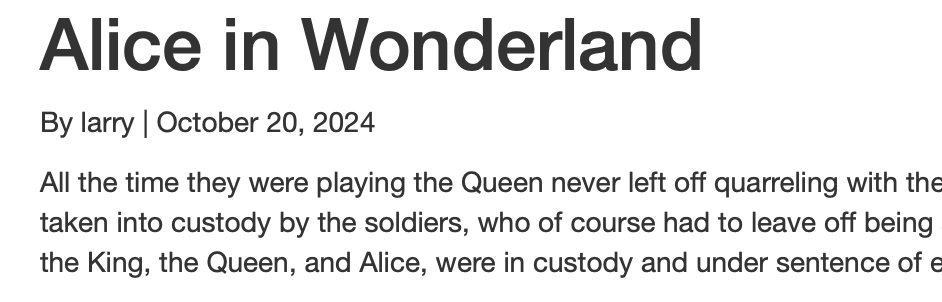 Alice in Wonderland
By larry | October 20, 2024
All the time they were playing the Queen never left off quarreling with the
taken into custody by the soldiers, who of course had to leave off being
the King, the Queen, and Alice, were in custody and under sentence of